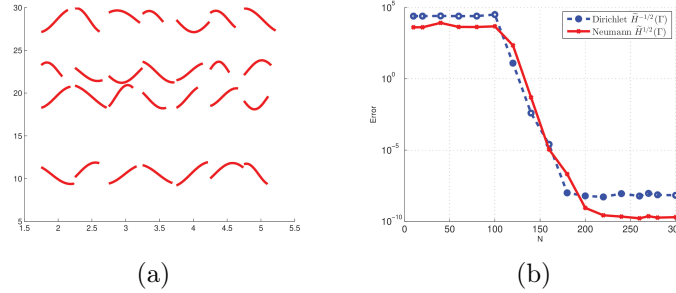 30
25
20
15
10
5
1.5 2 2.5 3 3.5 4 4.5 5 5.5
(a)
10^5
10^0
10^-5
10^-10
Error
0 50 100 150 200 250 300
N
Dirichlet H̃^{-1/2}(Γ)
Neumann H̃^{1/2}(Γ)
(b)